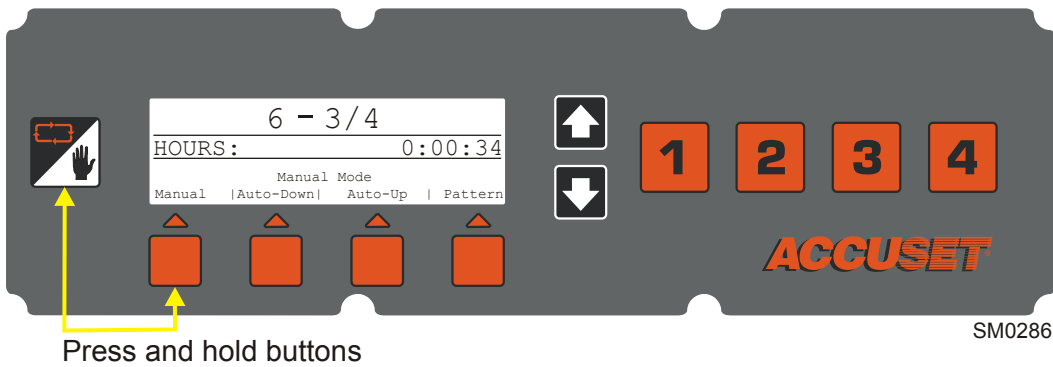 6 - 3/4
HOURS: 0:00:34
Manual Mode
Manual |Auto-Down| Auto-Up | Pattern
1 2 3 4
ACCUSET
SM0286
Press and hold buttons